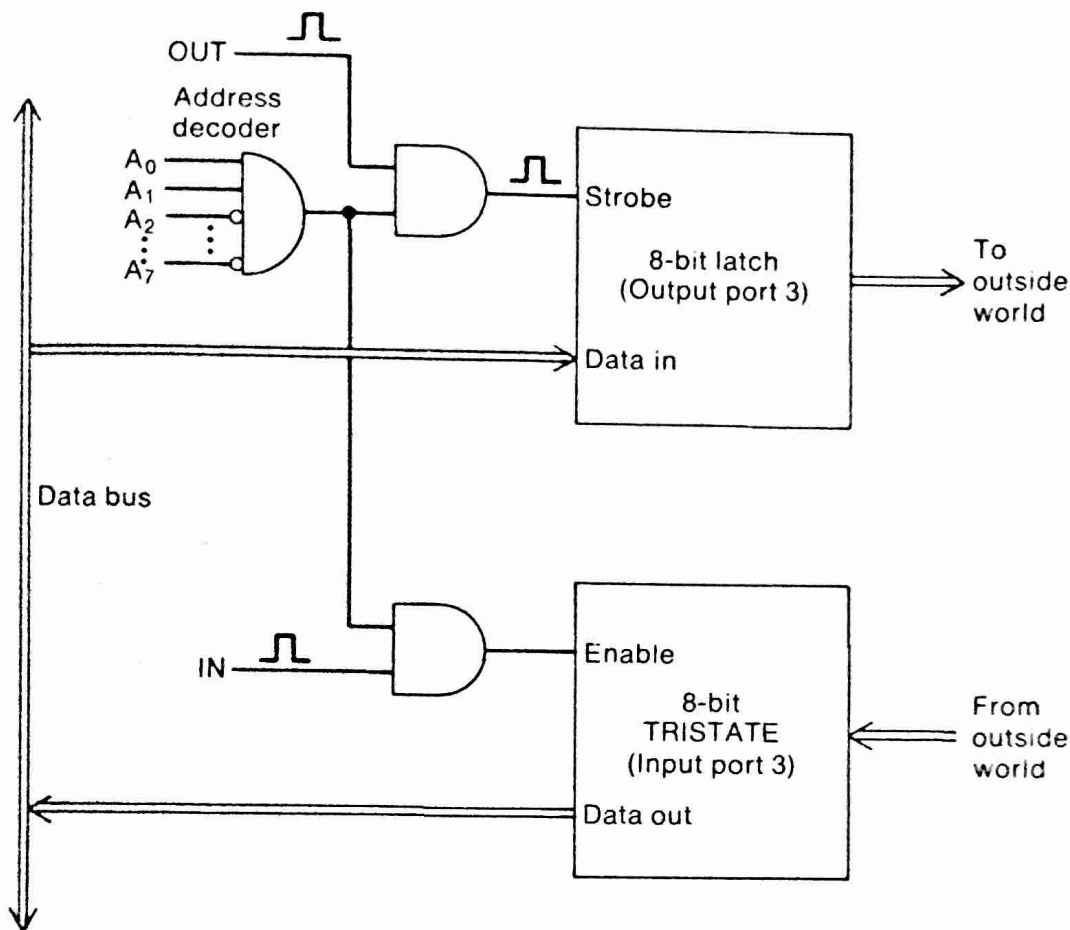 OUT
Address
decoder
A0
A1
A2
A7
Strobe
8-bit latch
(Output port 3)
To
outside
world
Data in
Data bus
IN
Enable
8-bit
TRISTATE
(Input port 3)
From
outside
world
Data out